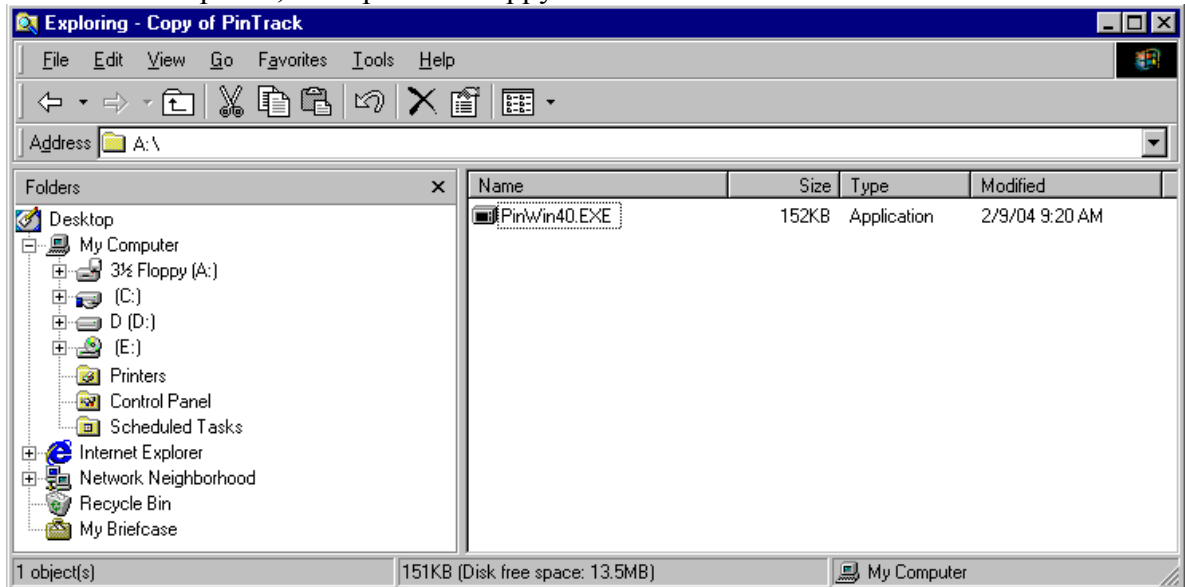 Exploring - Copy of PinTrack
File Edit View Go Favorites Tools Help
Address A:\
Folders
Name Size Type Modified
Desktop
My Computer
3½ Floppy (A:)
(C:)
D (D:)
(E:)
Printers
Control Panel
Scheduled Tasks
Internet Explorer
Network Neighborhood
Recycle Bin
My Briefcase
PinWin40.EXE 152KB Application 2/9/04 9:20 AM
1 object(s) 151KB (Disk free space: 13.5MB) My Computer